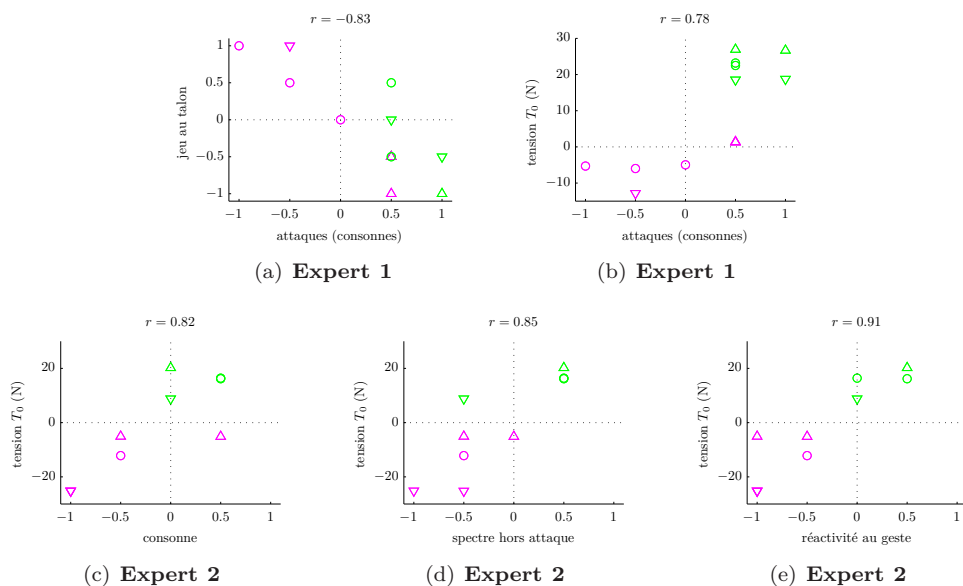 r = −0.83
jeu au talon
1
0.5
0
−0.5
−1
−1 −0.5 0 0.5 1
attaques (consonnes)
(a) Expert 1
r = 0.78
tension T₀ (N)
30
20
10
0
−10
−1 −0.5 0 0.5 1
attaques (consonnes)
(b) Expert 1
r = 0.82
tension T₀ (N)
20
0
−20
−1 −0.5 0 0.5 1
consonne
(c) Expert 2
r = 0.85
tension T₀ (N)
20
0
−20
−1 −0.5 0 0.5 1
spectre hors attaque
(d) Expert 2
r = 0.91
tension T₀ (N)
20
0
−20
−1 −0.5 0 0.5 1
réactivité au geste
(e) Expert 2